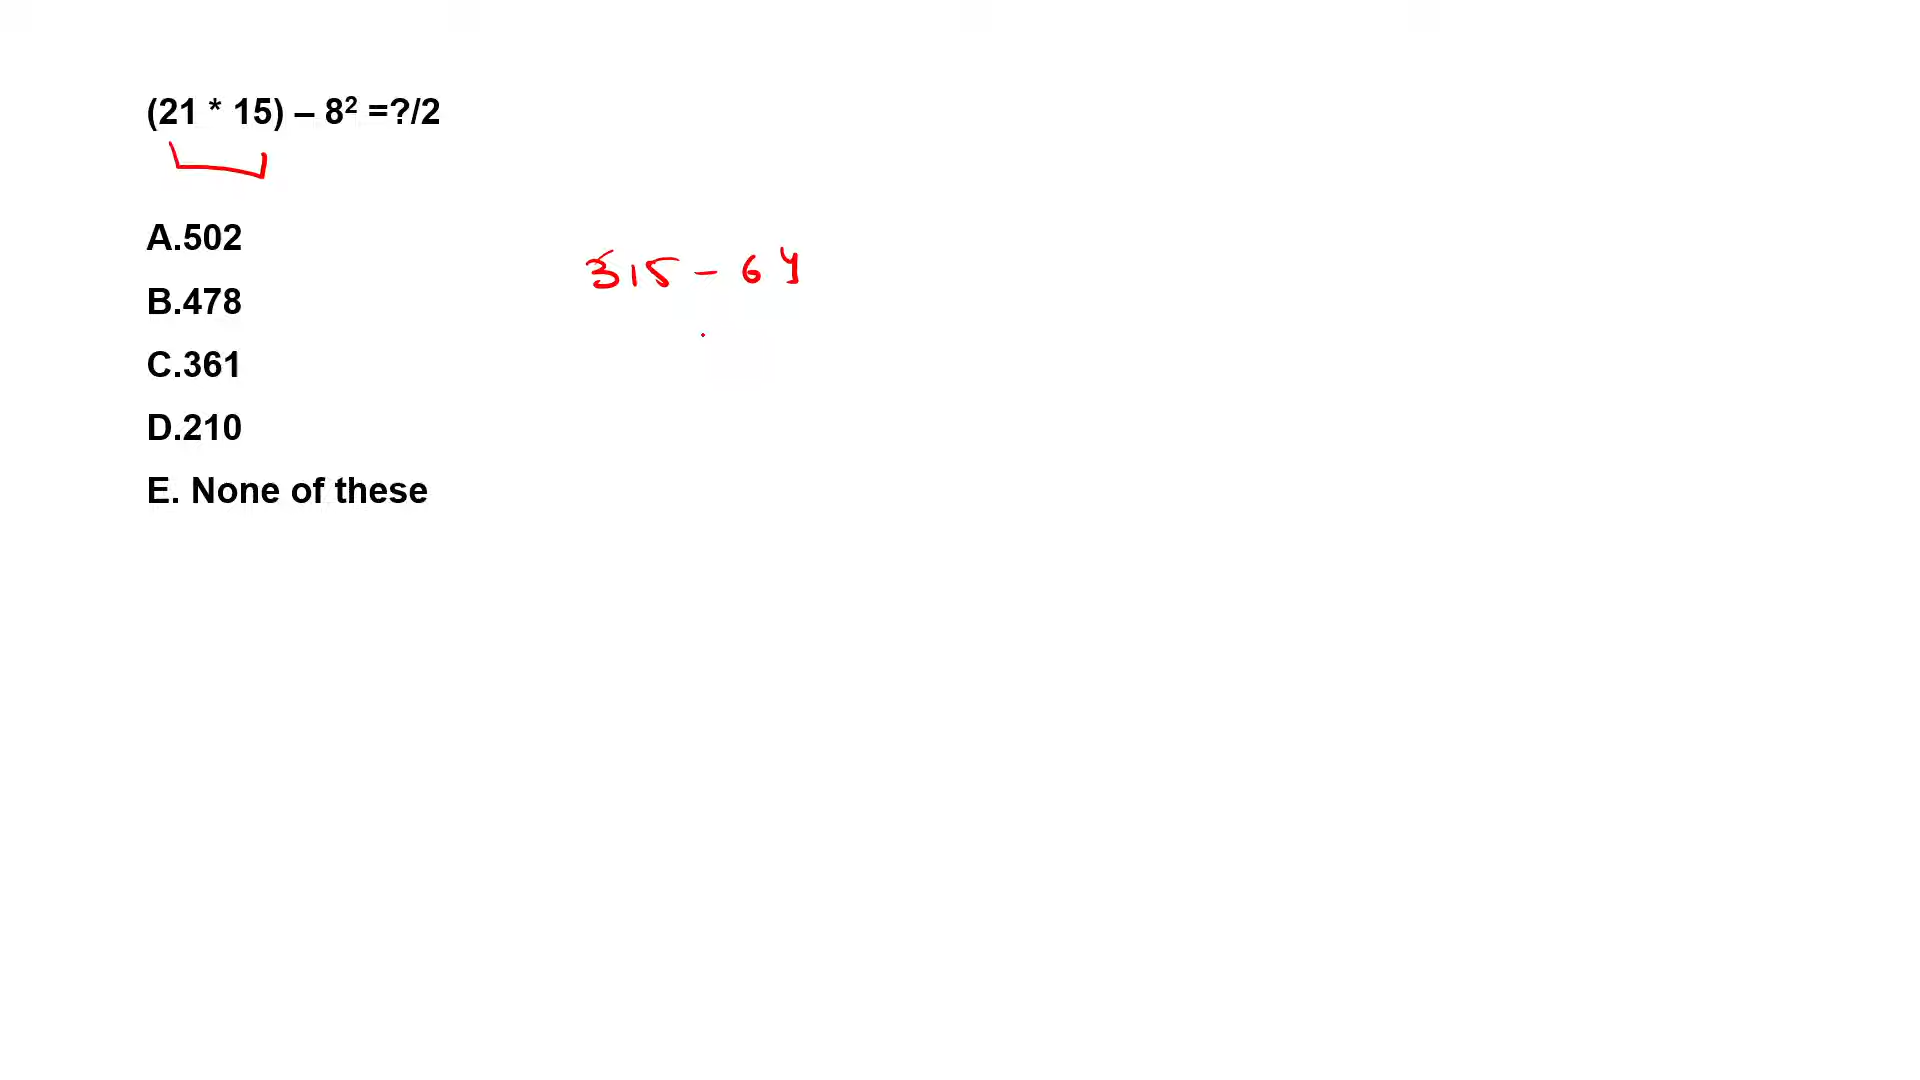 (21 * 15) – 8² =?/2
A.502
315 – 64
B.478
C.361
D.210
E. None of these